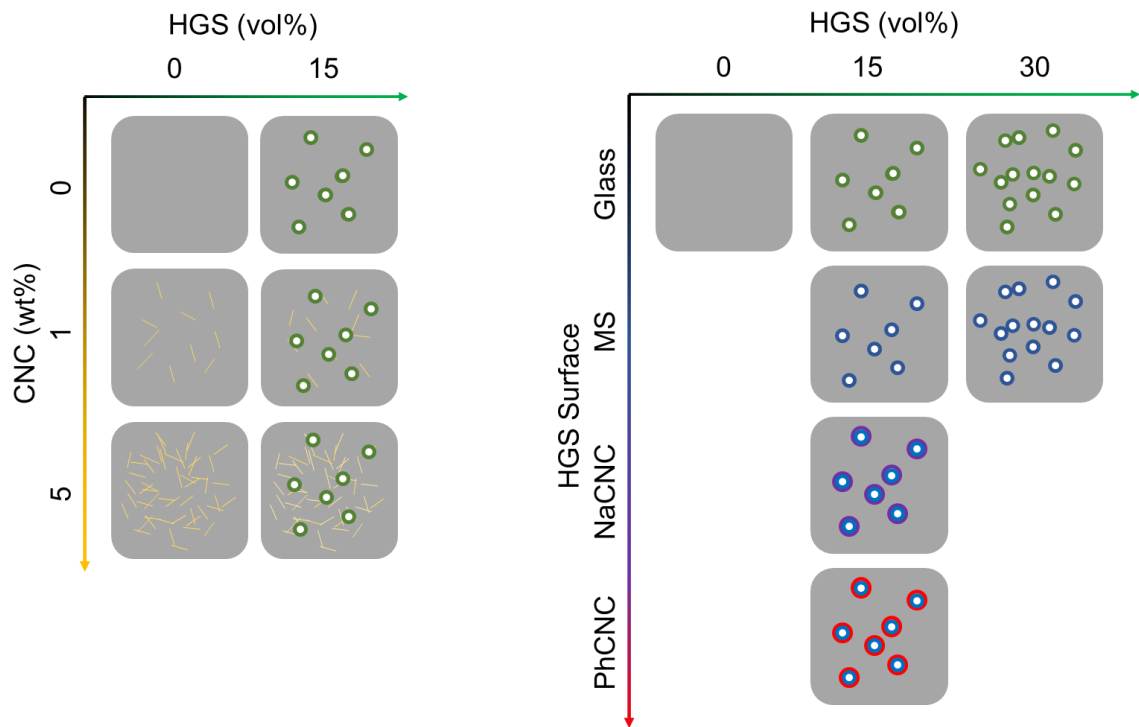 HGS (vol%)
0
15
CNC (wt%)
0
1
5
HGS (vol%)
0
15
30
HGS Surface
Glass
MS
NaCNC
PhCNC